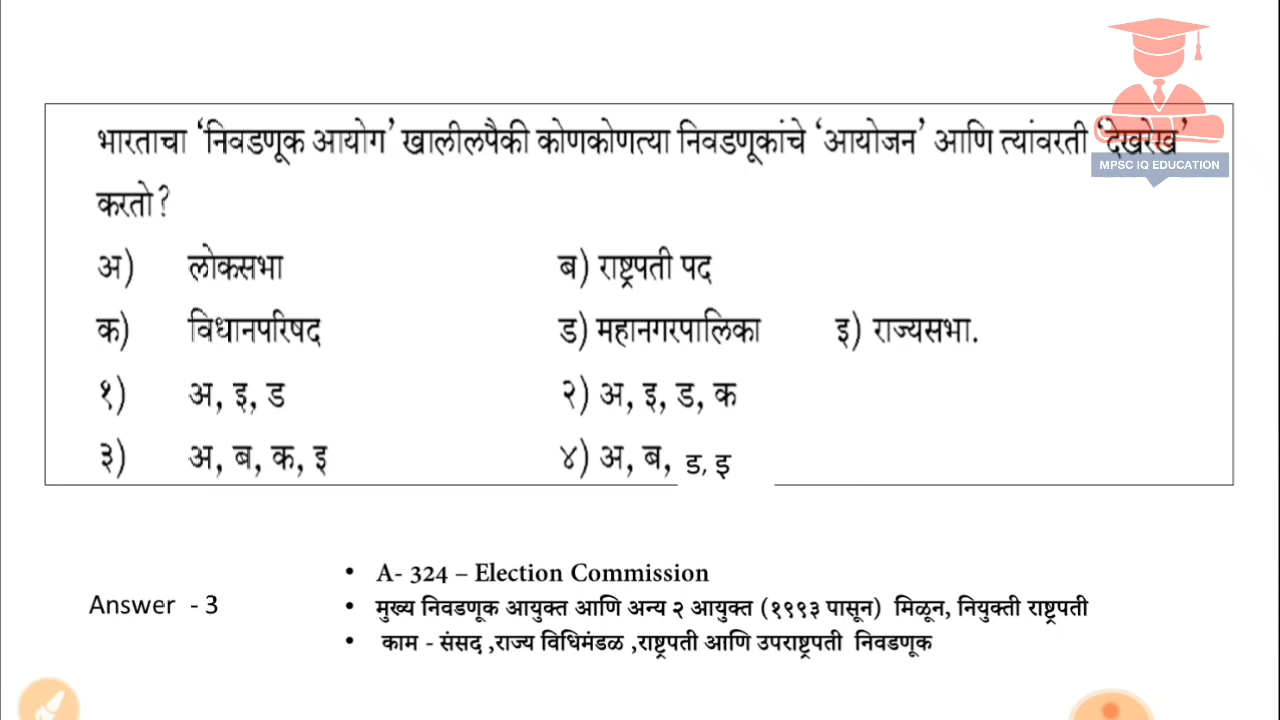 भारताचा ‘निवडणूक आयोग’ खालीलपैकी कोणकोणत्या निवडणूकांचे ‘आयोजन’ आणि त्यांवरती ‘देखरेख’
MPSC IQ EDUCATION
करतो?
अ) लोकसभा ब) राष्ट्रपती पद
क) विधानपरिषद ड) महानगरपालिका इ) राज्यसभा.
१) अ, इ, ड २) अ, इ, ड, क
३) अ, ब, क, इ ४) अ, ब, ड, इ
• A- 324 – Election Commission
Answer - 3 • मुख्य निवडणूक आयुक्त आणि अन्य २ आयुक्त (१९९३ पासून) मिळून, नियुक्ती राष्ट्रपती
• काम - संसद ,राज्य विधिमंडळ ,राष्ट्रपती आणि उपराष्ट्रपती निवडणूक